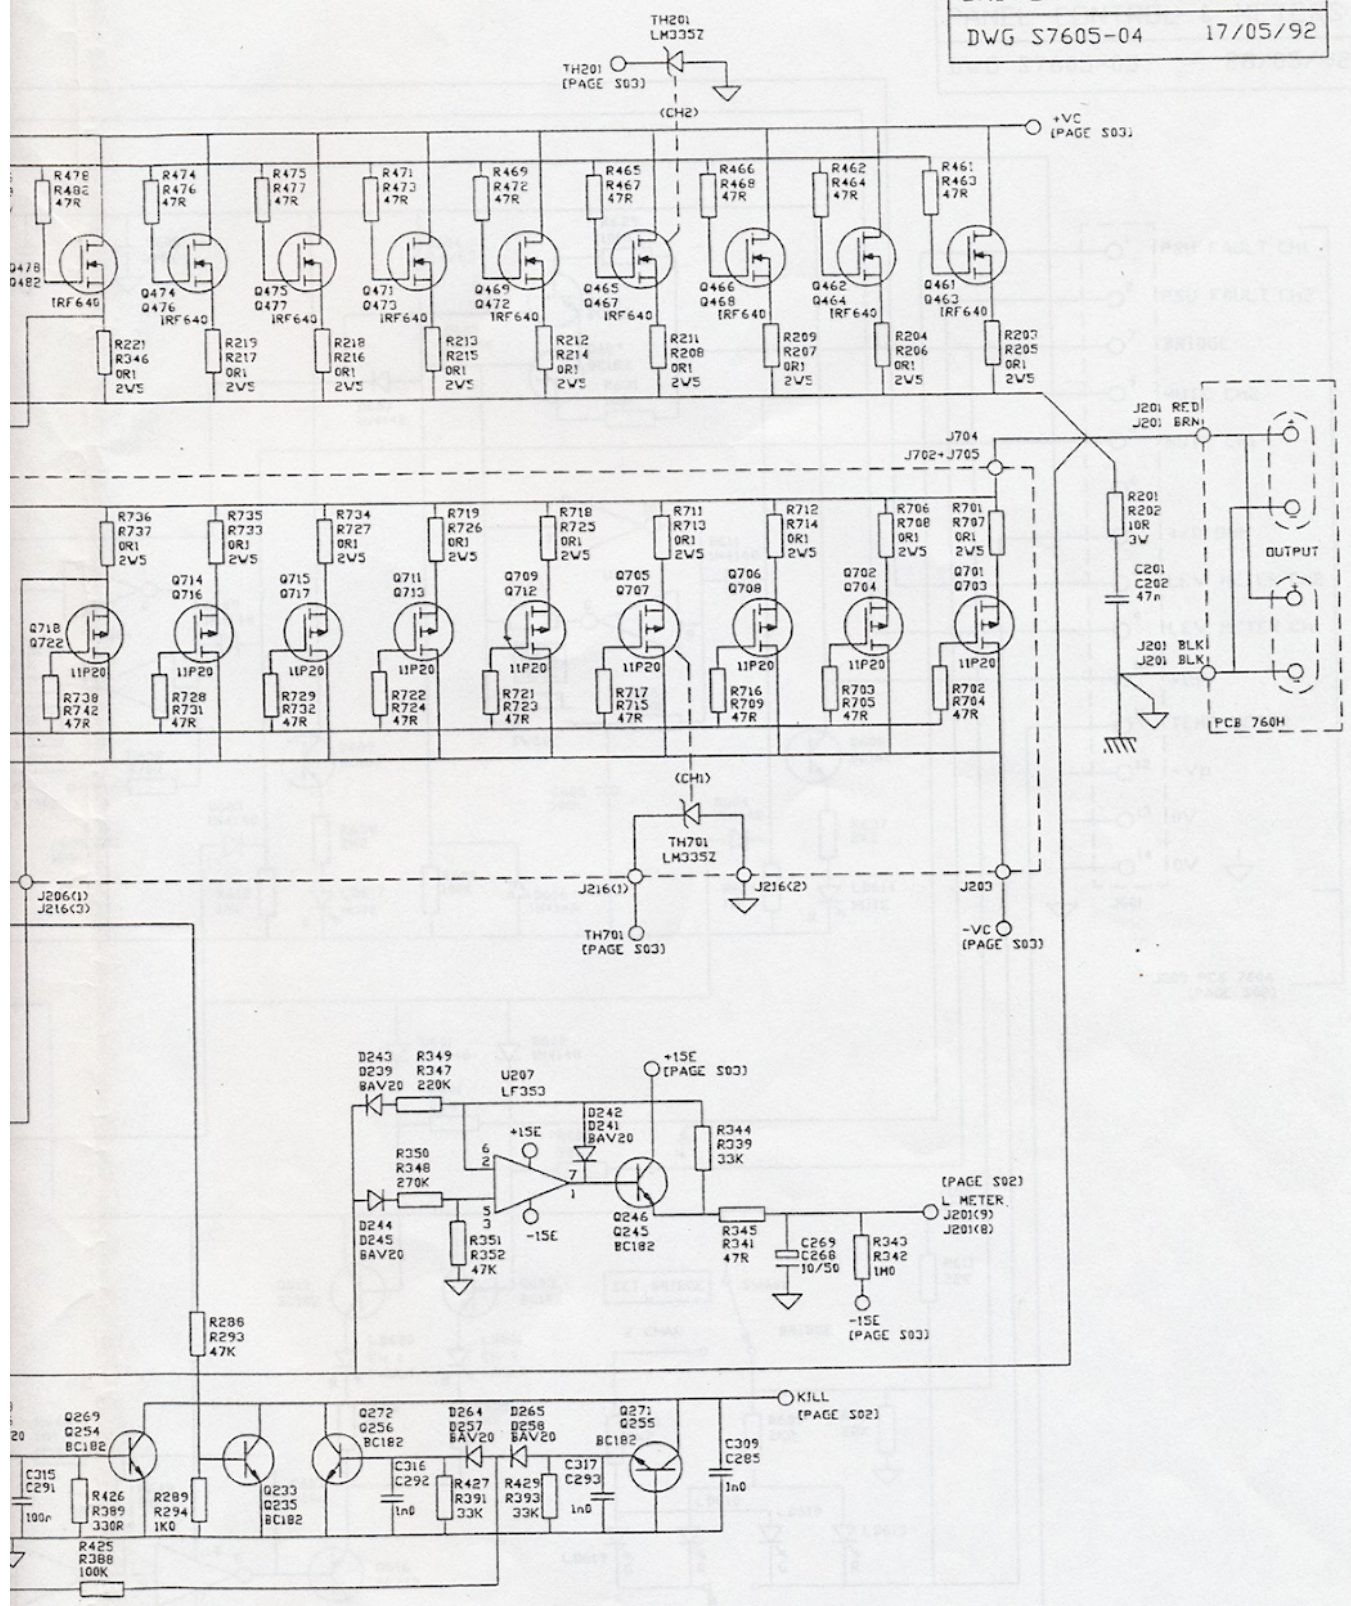 DWG S7605-04 17/05/92
TH201
LM335Z
TH201
[PAGE S03]
(CH2)
+VC
[PAGE S03]
R478
R482
47R
R474
R476
47R
R475
R477
47R
R471
R473
47R
R469
R472
47R
R465
R467
47R
R466
R468
47R
R462
R464
47R
R461
R463
47R
Q478
Q482
IRF640
Q474
Q476
IRF640
Q475
Q477
IRF640
Q471
Q473
IRF640
Q469
Q472
IRF640
Q465
Q467
IRF640
Q466
Q468
IRF640
Q462
Q464
IRF640
Q461
Q463
IRF640
R221
R346
0R1
2W5
R219
R217
0R1
2W5
R218
R216
0R1
2W5
R213
R215
0R1
2W5
R212
R214
0R1
2W5
R211
R208
0R1
2W5
R209
R207
0R1
2W5
R204
R206
0R1
2W5
R203
R205
0R1
2W5
J201 RED
J201 BRN
J704
J702+J705
R736
R737
0R1
2W5
R735
R733
0R1
2W5
R734
R727
0R1
2W5
R719
R726
0R1
2W5
R718
R725
0R1
2W5
R711
R713
0R1
2W5
R712
R714
0R1
2W5
R706
R708
0R1
2W5
R701
R707
0R1
2W5
R201
R202
10R
3W
OUTPUT
C201
C202
47n
Q718
Q722
11P20
Q714
Q716
11P20
Q715
Q717
11P20
Q711
Q713
11P20
Q709
Q712
11P20
Q705
Q707
11P20
Q706
Q708
11P20
Q702
Q704
11P20
Q701
Q703
11P20
J201 BLK
J201 BLK
PCB 760H
R738
R742
47R
R728
R731
47R
R729
R732
47R
R722
R724
47R
R721
R723
47R
R717
R715
47R
R716
R709
47R
R703
R705
47R
R702
R704
47R
(CH1)
TH701
LM335Z
J206(1)
J216(3)
J216(1)
J216(2)
J203
TH701
[PAGE S03]
-VC
[PAGE S03]
D243
D239
BAV20
R349
R347
220K
U207
LF353
+15E
[PAGE S03]
+15E
D242
D241
BAV20
R344
R339
33K
R350
R348
270K
6
2
7
1
5
3
-15E
D244
D245
BAV20
R351
R352
47K
Q246
Q245
BC182
R345
R341
47R
C269
C268
10/50
R343
R342
1M0
[PAGE S02]
L METER
J201(9)
J201(8)
-15E
[PAGE S03]
R286
R293
47K
KILL
[PAGE S02]
20
Q269
Q254
BC182
Q272
Q256
BC182
D264
D257
BAV20
D265
D258
BAV20
Q271
Q255
BC182
C309
C285
1n0
C315
C291
100n
R426
R389
330R
R289
R294
1K0
Q233
Q235
BC182
C316
C292
1n0
R427
R391
33K
R429
R393
33K
C317
C293
1n0
R425
R388
100K